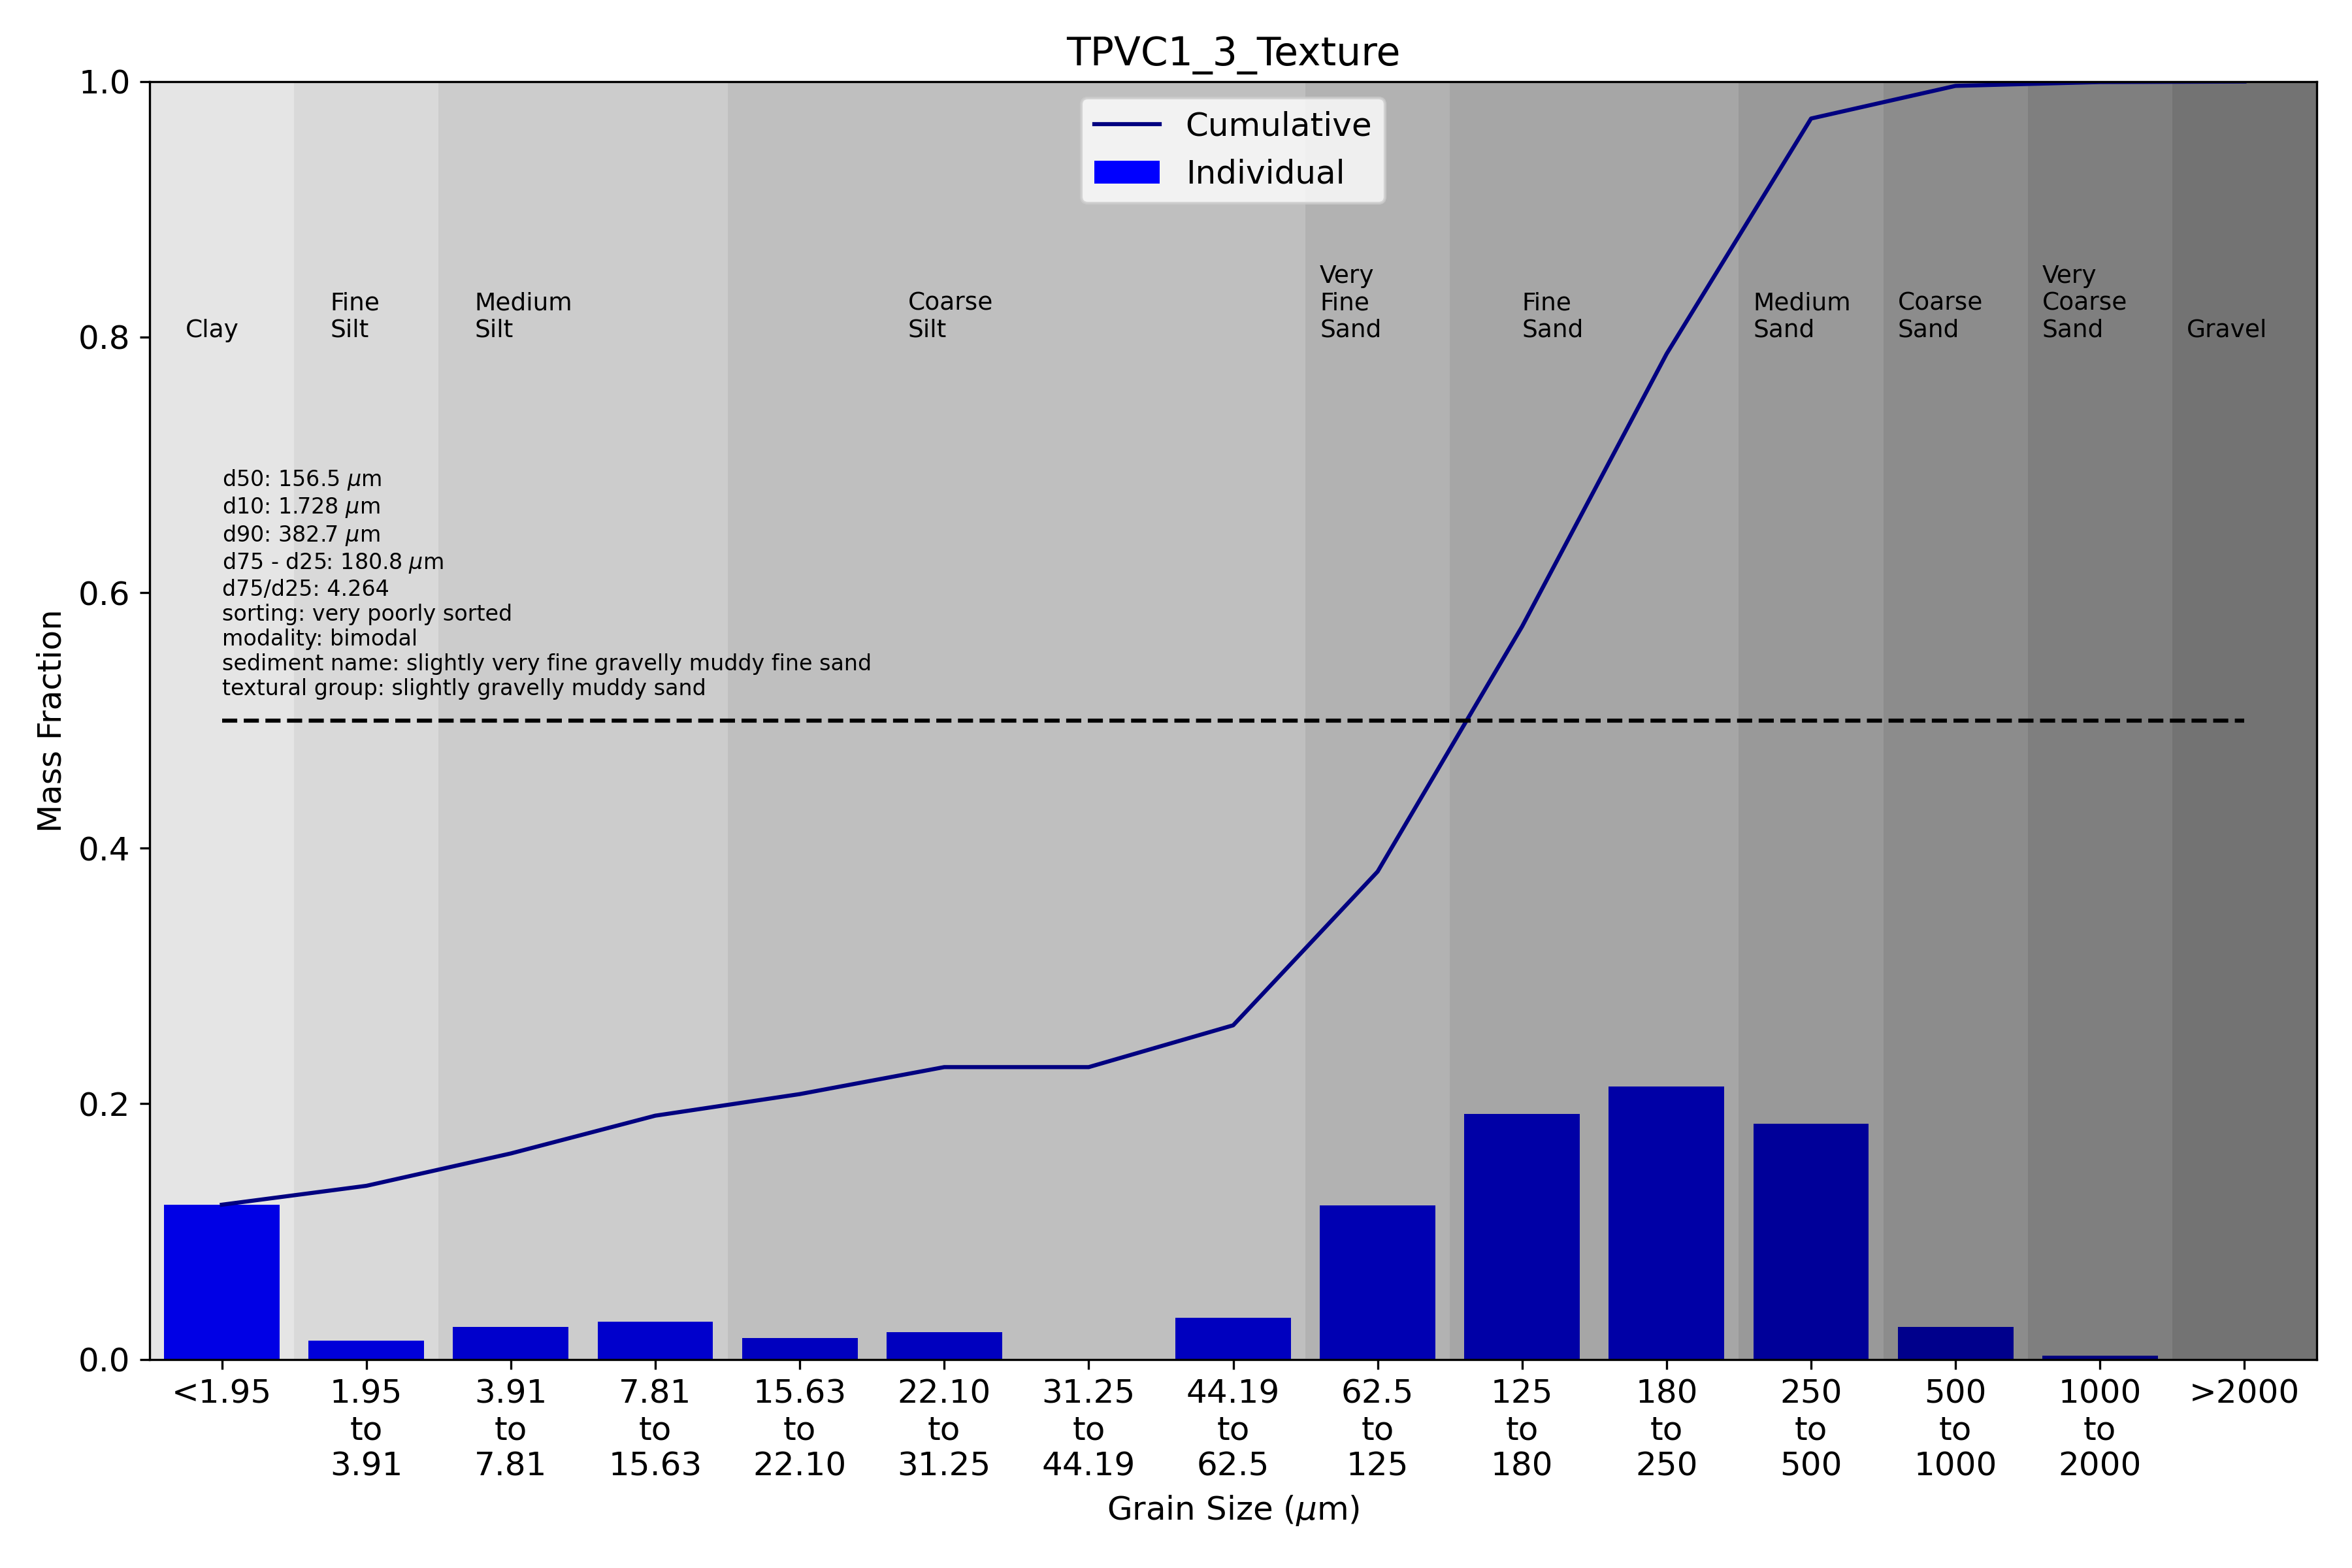 TPVC1_3_Texture
1.0
0.8
0.6
0.4
0.2
0.0
Mass Fraction
Cumulative
Individual
Clay
Fine
Silt
Medium
Silt
Coarse
Silt
Very
Fine
Sand
Fine
Sand
Medium
Sand
Coarse
Sand
Very
Coarse
Sand
Gravel
d50: 156.5 μm
d10: 1.728 μm
d90: 382.7 μm
d75 - d25: 180.8 μm
d75/d25: 4.264
sorting: very poorly sorted
modality: bimodal
sediment name: slightly very fine gravelly muddy fine sand
textural group: slightly gravelly muddy sand
<1.95
1.95
to
3.91
3.91
to
7.81
7.81
to
15.63
15.63
to
22.10
22.10
to
31.25
31.25
to
44.19
44.19
to
62.5
62.5
to
125
125
to
180
180
to
250
250
to
500
500
to
1000
1000
to
2000
>2000
Grain Size (μm)